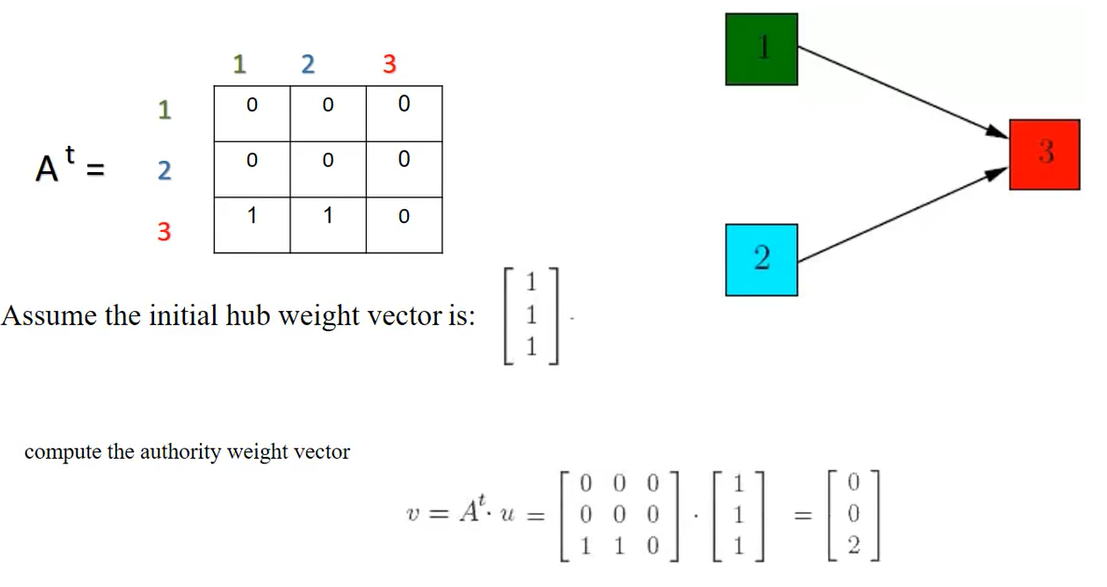 1 2 3
1 0 0 0
A^t = 2 0 0 0
3 1 1 0
1
2
3
Assume the initial hub weight vector is: [ 1 1 1 ] .
compute the authority weight vector
v = A^t. u = [ 0 0 0 0 0 0 1 1 0 ] . [ 1 1 1 ] = [ 0 0 2 ]